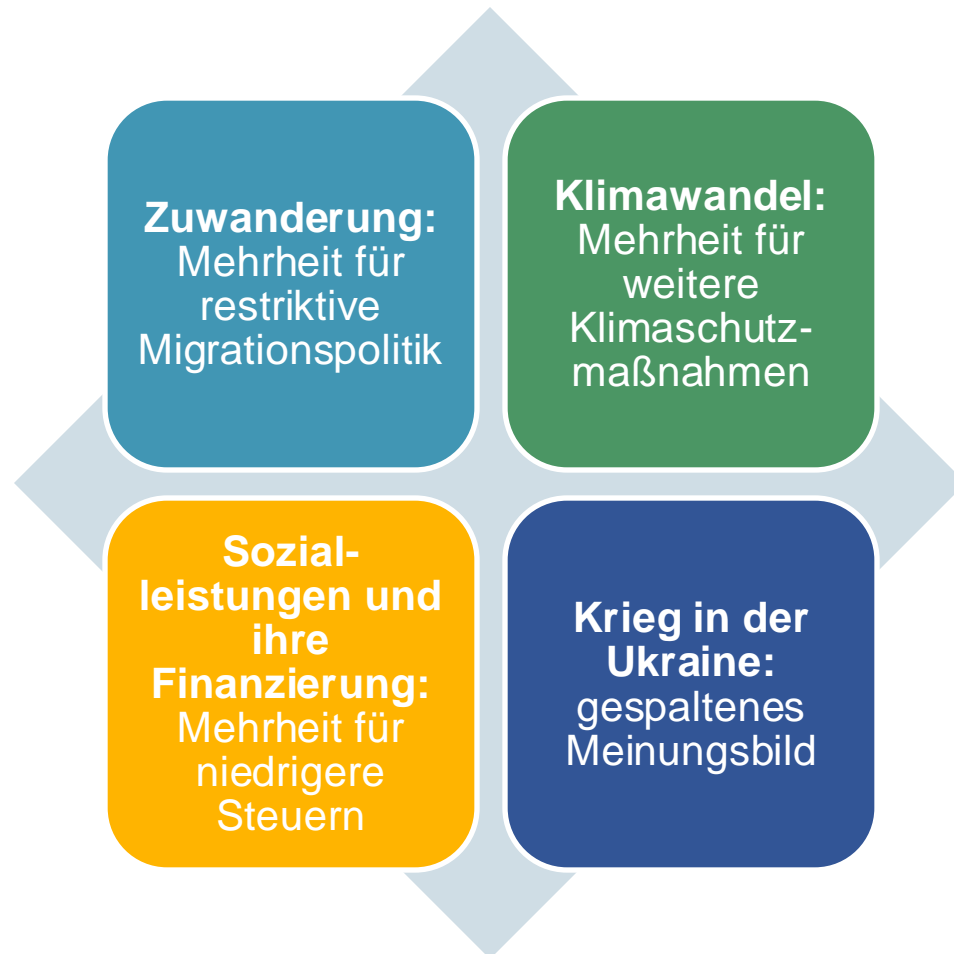 Zuwanderung:
Mehrheit für
restriktive
Migrationspolitik
Klimawandel:
Mehrheit für
weitere
Klimaschutz-
maßnahmen
Sozial-
leistungen und
ihre
Finanzierung:
Mehrheit für
niedrigere
Steuern
Krieg in der
Ukraine:
gespaltenes
Meinungsbild